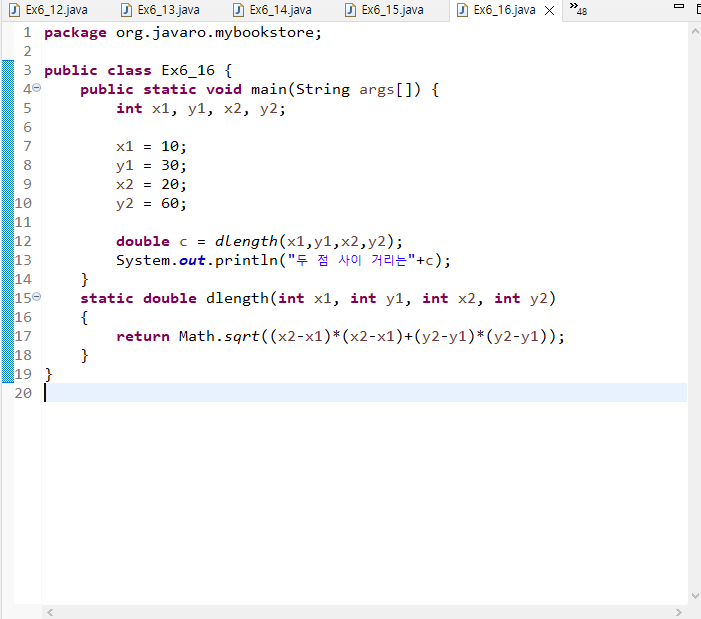 Ex6_12.java Ex6_13.java Ex6_14.java Ex6_15.java Ex6_16.java 48
1 package org.javaro.mybookstore;
2
3 public class Ex6_16 {
4 public static void main(String args[]) {
5 int x1, y1, x2, y2;
6
7 x1 = 10;
8 y1 = 30;
9 x2 = 20;
10 y2 = 60;
11
12 double c = dlength(x1,y1,x2,y2);
13 System.out.println("두 점 사이 거리는"+c);
14 }
15 static double dlength(int x1, int y1, int x2, int y2)
16 {
17 return Math.sqrt((x2-x1)*(x2-x1)+(y2-y1)*(y2-y1));
18 }
19 }
20